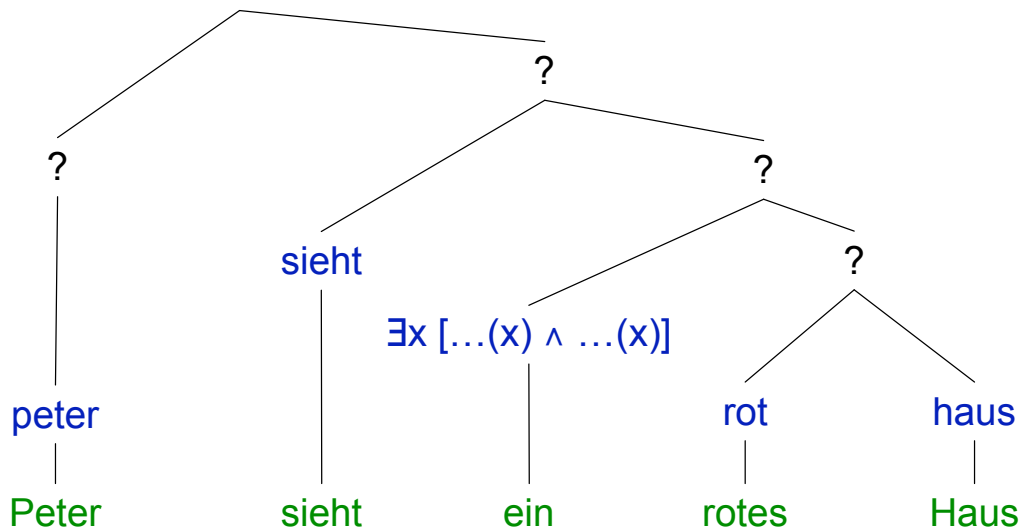 ?
?
?
sieht
?
∃x […(x) ∧ …(x)]
peter
rot
haus
Peter
sieht
ein
rotes
Haus